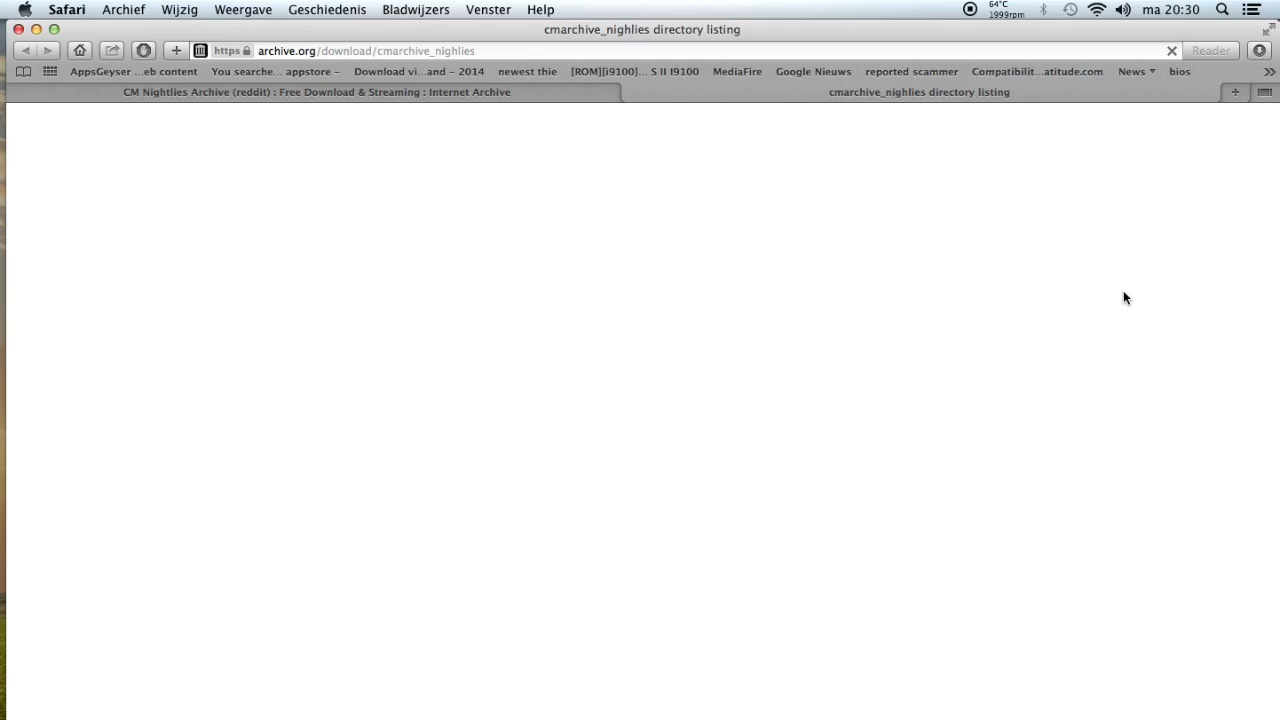 Safari Archief Wijzig Weergave Geschiedenis Bladwijzers Venster Help 64°C 1999rpm ma 20:30
cmarchive_nighlies directory listing
https archive.org/download/cmarchive_nighlies Reader
AppsGeyser ...eb content You searche... appstore – Download vi...and – 2014 newest thie [ROM][i9100]... S II I9100 MediaFire Google Nieuws reported scammer Compatibilit...atitude.com News bios
CM Nightlies Archive (reddit) : Free Download & Streaming : Internet Archive cmarchive_nighlies directory listing